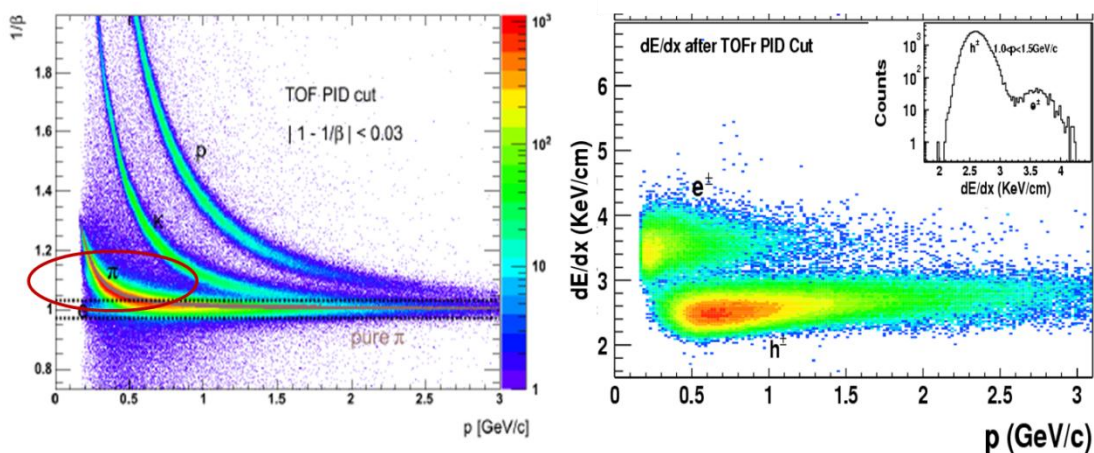 1/β
1.8
1.6
1.4
1.2
1
0.8
TOF PID cut
| 1 - 1/β| < 0.03
p
K
π
e
pure π
0
0.5
1
1.5
2
2.5
3
p [GeV/c]
10³
10²
10
1
dE/dx (KeV/cm)
6
5
4
3
2
dE/dx after TOFr PID Cut
e±
h±
0
0.5
1
1.5
2
2.5
3
p (GeV/c)
Counts
10³
10²
10
1
h±
1.0<p<1.5GeV/c
e±
2
2.5
3
3.5
4
dE/dx (KeV/cm)